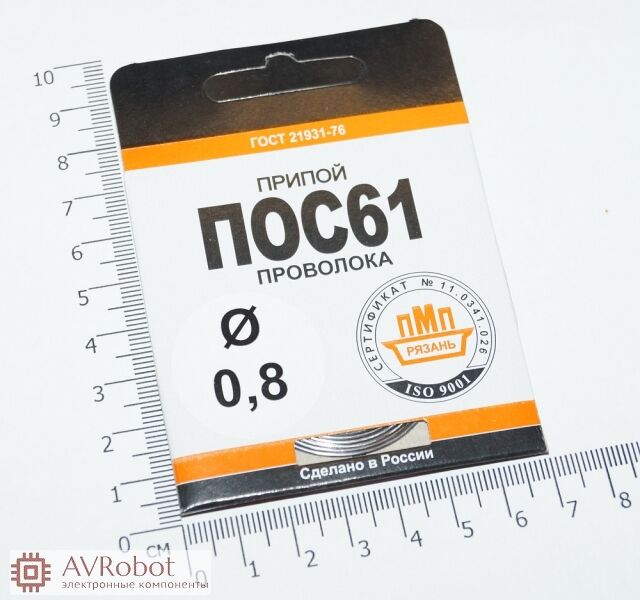 ГОСТ 21931-76
ПРИПОЙ
ПОС61
ПРОВОЛОКА
Ø
0,8
СЕРТИФИКАТ № 11.0341.026
ПМП
РЯЗАНЬ
ISO 9001
Сделано в России
10
9
8
7
6
5
4
3
2
1
0 СМ
0 1 2 3 4 5 6 7 8
AVRobot
электронные компоненты